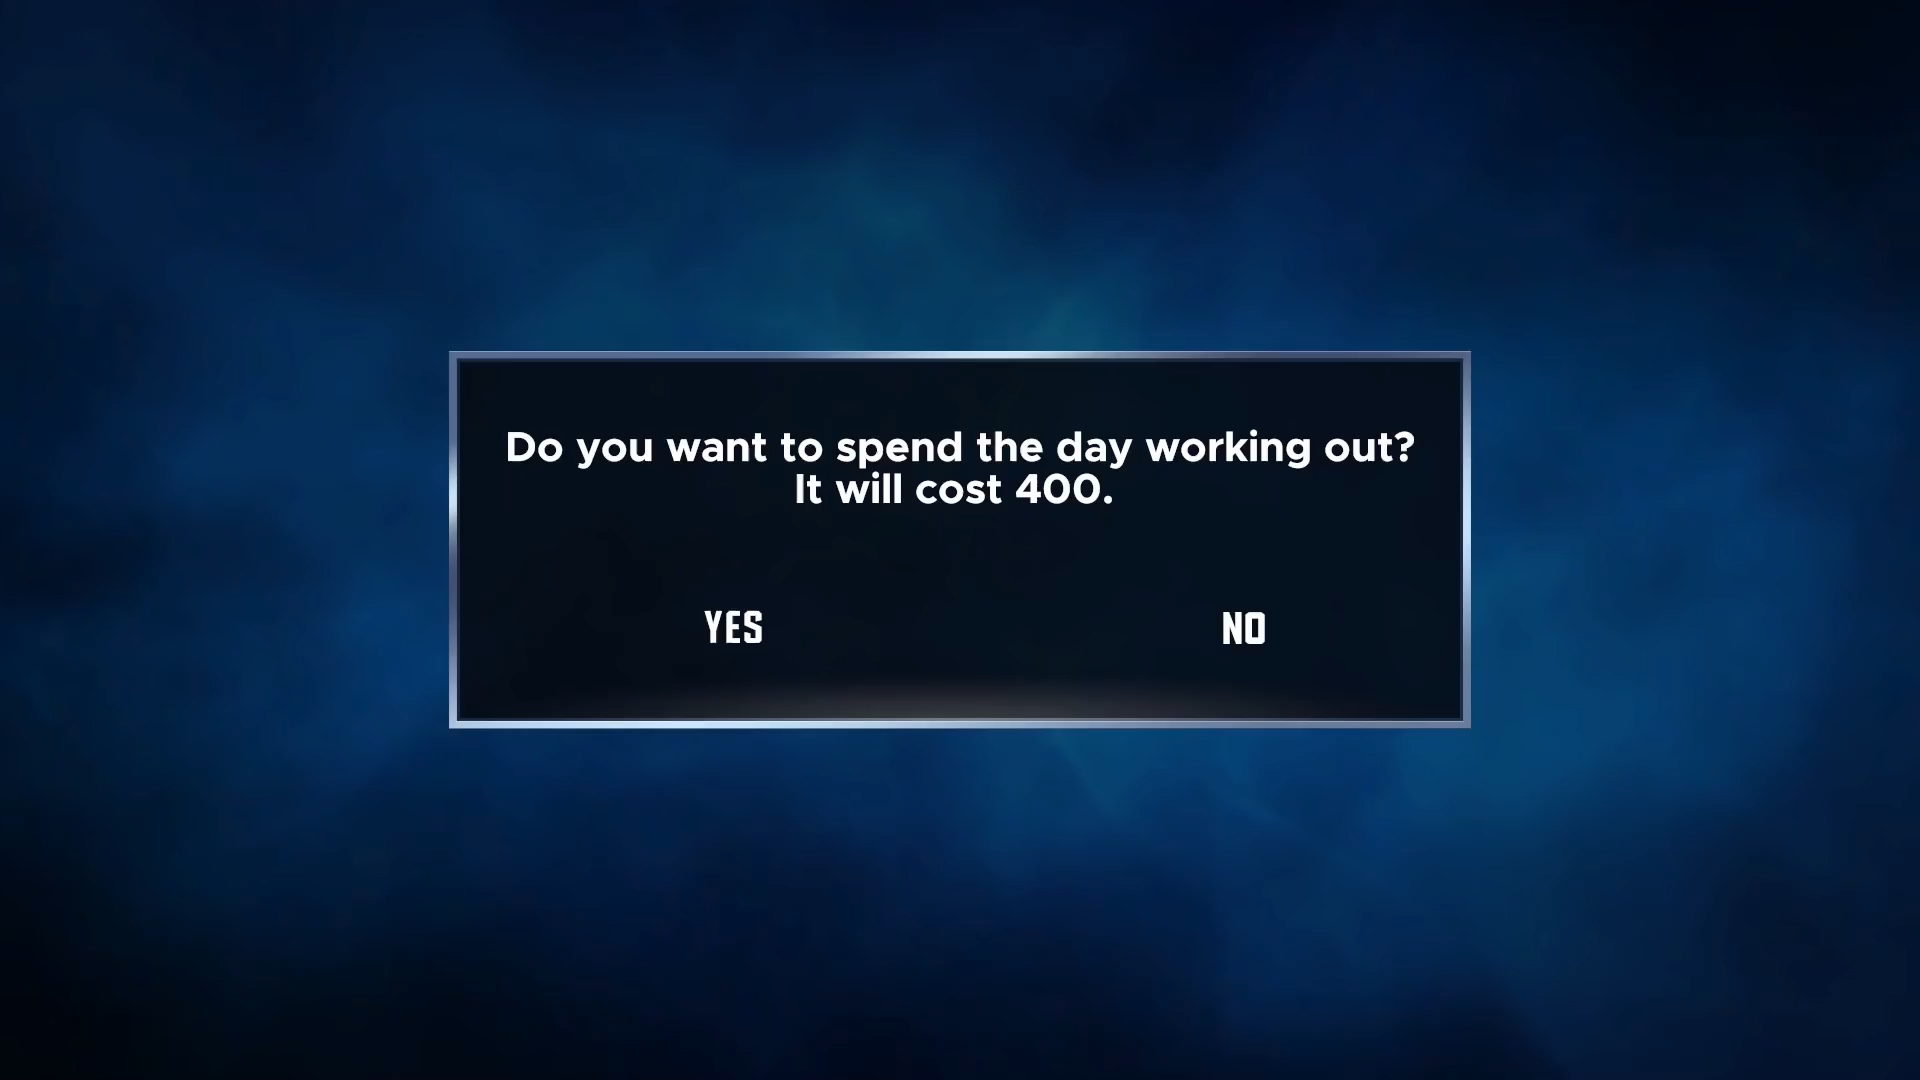 Do you want to spend the day working out?
It will cost 400.
YES
NO